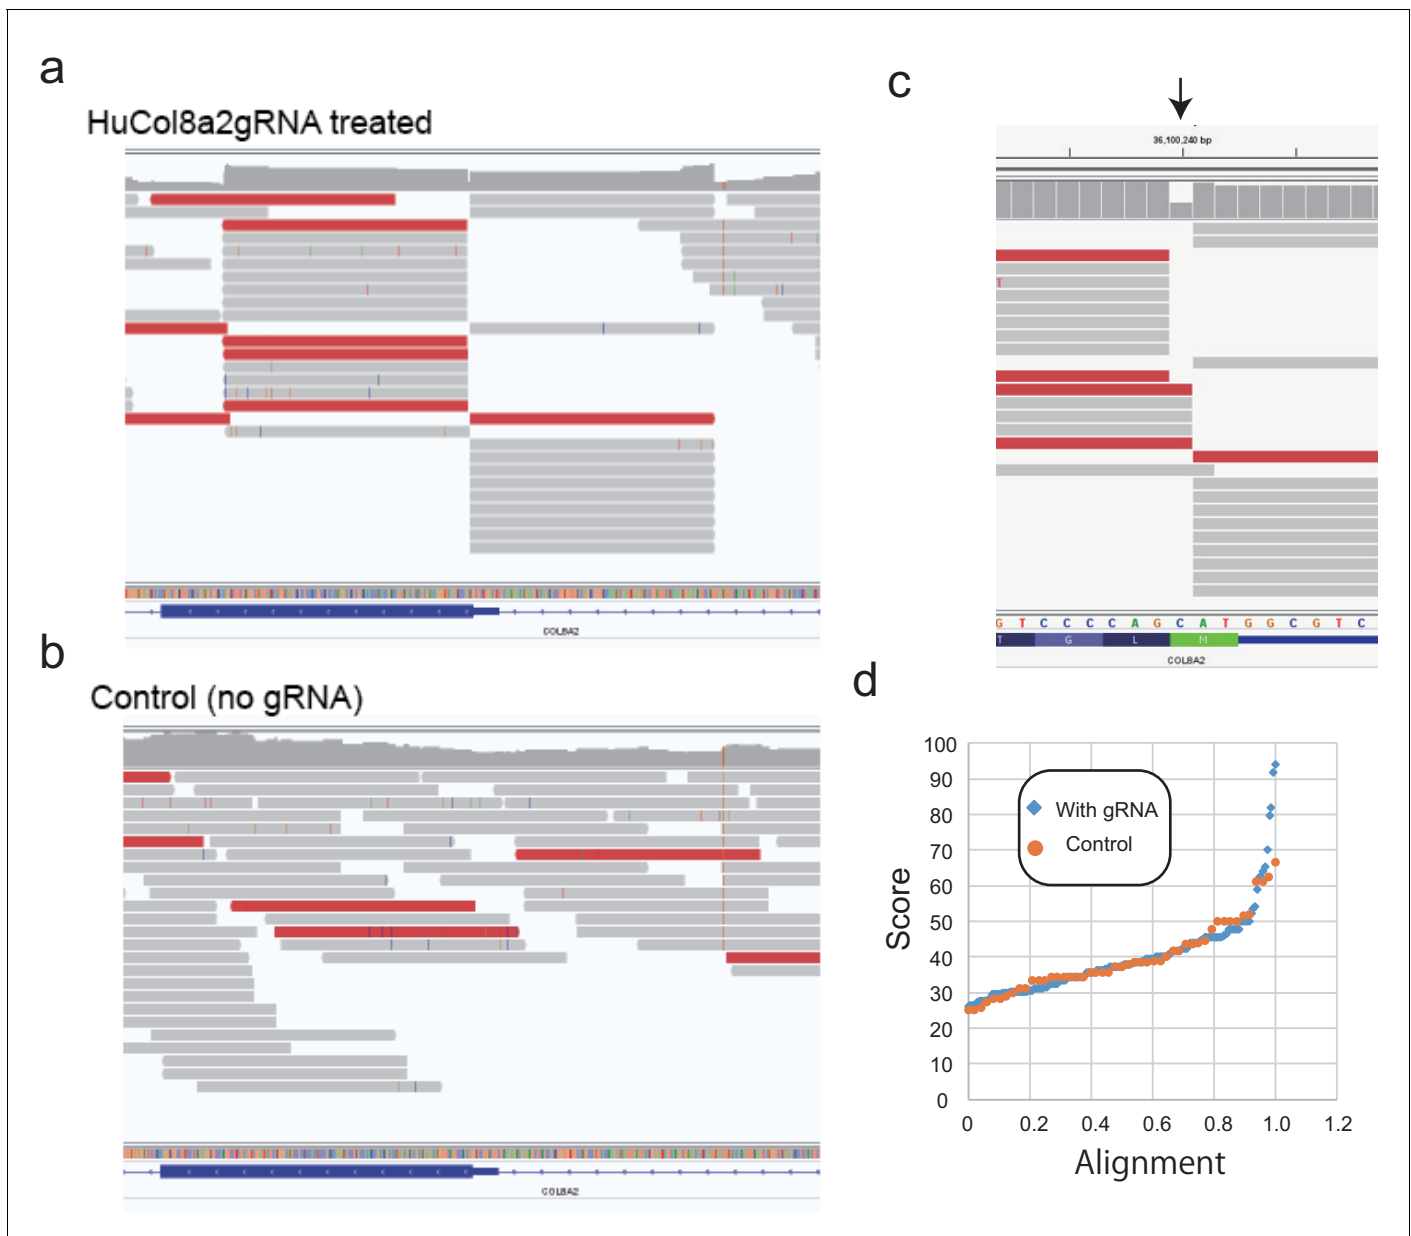 a
HuCol8a2gRNA treated
COL8A2
b
Control (no gRNA)
COL8A2
c
36,100,240 bp
T
G T C C C C A G C A T G G C G T C
T G L M
COL8A2
d
100
90
80
70
60
50
40
30
20
10
0
With gRNA
Control
Score
0 0.2 0.4 0.6 0.8 1.0 1.2
Alignment